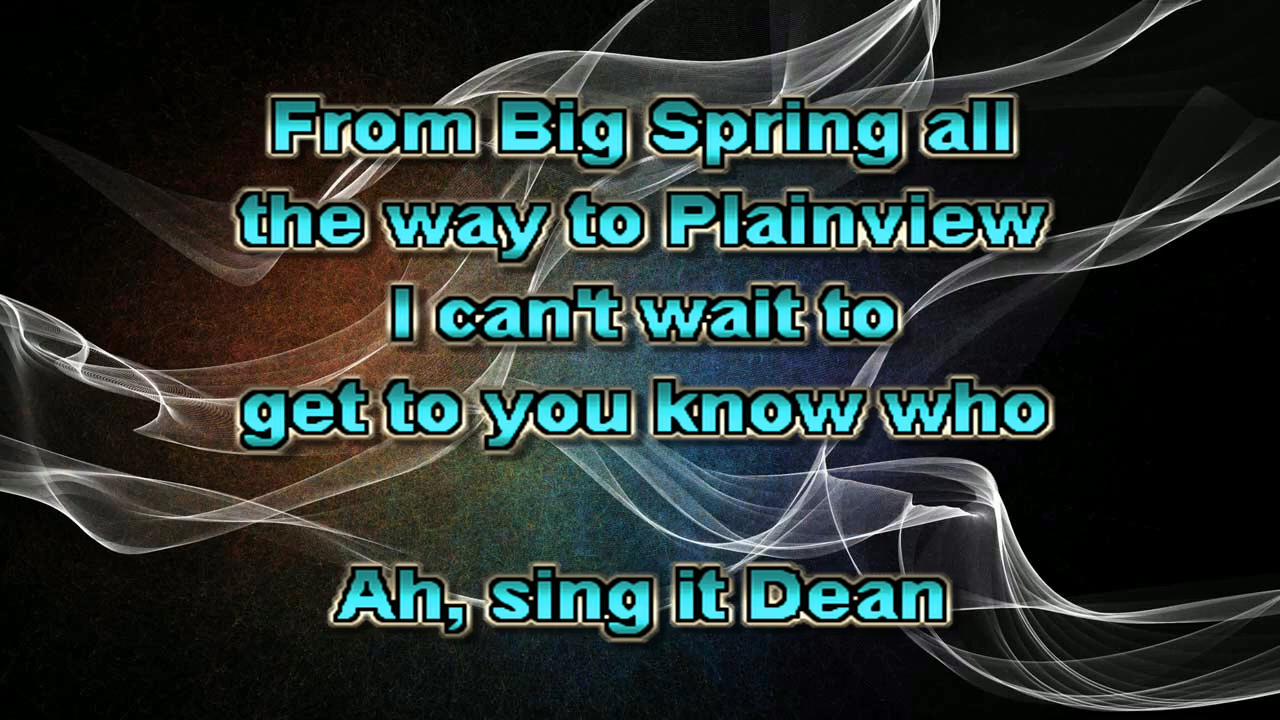 From Big Spring all
the way to Plainview
I can't wait to
get to you know who
Ah, sing it Dean